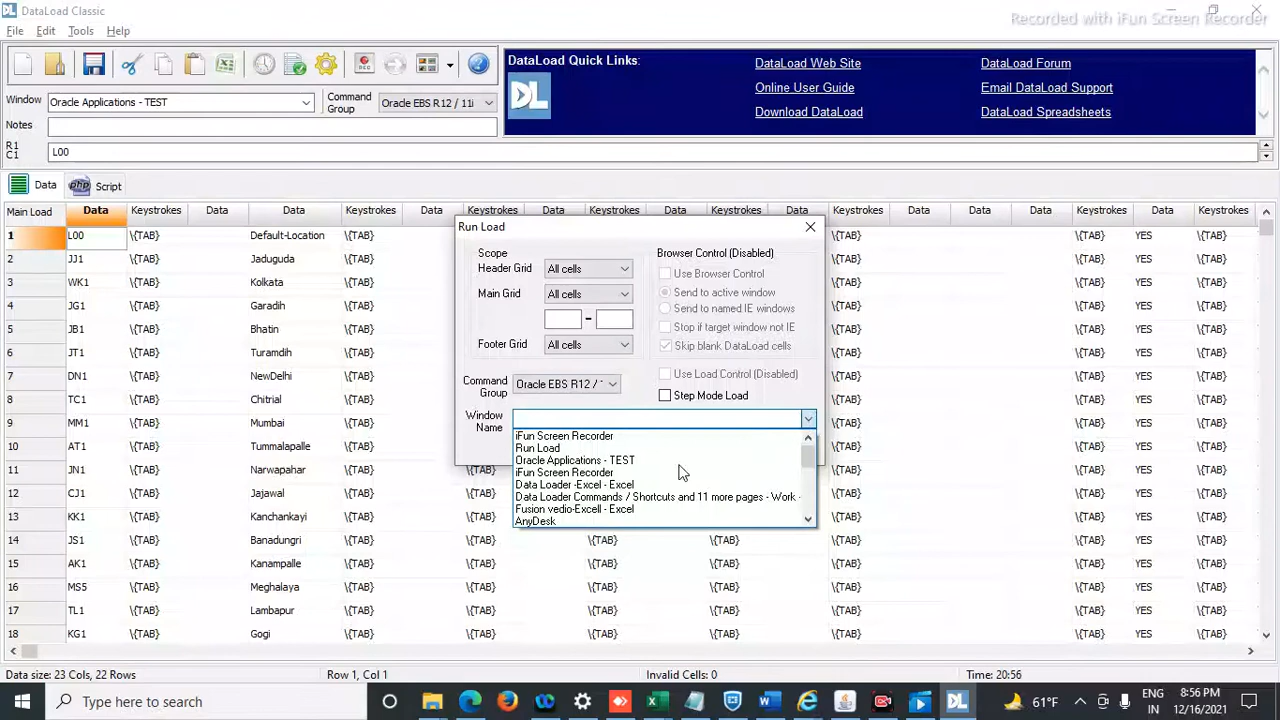 DataLoad Classic
Recorded with iFun Screen Recorder
File Edit Tools Help
DataLoad Quick Links:
DataLoad Web Site DataLoad Forum
Online User Guide Email DataLoad Support
Download DataLoad DataLoad Spreadsheets
Window Oracle Applications - TEST Command Group Oracle EBS R12 / 11i
Notes
R1 C1 L00
Data Script
Main Load Data Keystrokes Data Data Keystrokes Data Keystrokes Data Keystrokes Data Keystrokes Data Keystrokes Data Data Data Keystrokes Data Keystrokes
1 L00 \{TAB} Default-Location \{TAB} \{TAB} \{TAB} YES \{TAB}
2 JJ1 \{TAB} Jaduguda \{TAB} \{TAB} \{TAB} YES \{TAB}
3 WK1 \{TAB} Kolkata \{TAB} \{TAB} \{TAB} YES \{TAB}
4 JG1 \{TAB} Garadih \{TAB} \{TAB} \{TAB} YES \{TAB}
5 JB1 \{TAB} Bhatin \{TAB} \{TAB} \{TAB} YES \{TAB}
6 JT1 \{TAB} Turamdih \{TAB} \{TAB} \{TAB} YES \{TAB}
7 DN1 \{TAB} NewDelhi \{TAB} \{TAB} \{TAB} YES \{TAB}
8 TC1 \{TAB} Chitrial \{TAB} \{TAB} \{TAB} YES \{TAB}
9 MM1 \{TAB} Mumbai \{TAB} \{TAB} \{TAB} YES \{TAB}
10 AT1 \{TAB} Tummalapalle \{TAB} \{TAB} \{TAB} YES \{TAB}
11 JN1 \{TAB} Narwapahar \{TAB} \{TAB} \{TAB} YES \{TAB}
12 CJ1 \{TAB} Jajawal \{TAB} \{TAB} \{TAB} YES \{TAB}
13 KK1 \{TAB} Kanchankayi \{TAB} \{TAB} \{TAB} YES \{TAB}
14 JS1 \{TAB} Banadungri \{TAB} \{TAB} \{TAB} \{TAB} \{TAB} \{TAB} YES \{TAB}
15 AK1 \{TAB} Kanampalle \{TAB} \{TAB} \{TAB} \{TAB} \{TAB} \{TAB} YES \{TAB}
16 MS5 \{TAB} Meghalaya \{TAB} \{TAB} \{TAB} \{TAB} \{TAB} \{TAB} YES \{TAB}
17 TL1 \{TAB} Lambapur \{TAB} \{TAB} \{TAB} \{TAB} \{TAB} \{TAB} YES \{TAB}
18 KG1 \{TAB} Gogi \{TAB} \{TAB} \{TAB} \{TAB} \{TAB} \{TAB} YES \{TAB}
Run Load
Scope
Header Grid All cells
Main Grid All cells
-
Footer Grid All cells
Browser Control (Disabled)
Use Browser Control
Send to active window
Send to named IE windows
Stop if target window not IE
Skip blank DataLoad cells
Use Load Control (Disabled)
Command Group Oracle EBS R12 / Step Mode Load
Window Name
iFun Screen Recorder
Run Load
Oracle Applications - TEST
iFun Screen Recorder
Data Loader -Excel - Excel
Data Loader Commands / Shortcuts and 11 more pages - Work -
Fusion vedio-Excell - Excel
AnyDesk
Data size: 23 Cols, 22 Rows Row 1, Col 1 Invalid Cells: 0 Time: 20:56
Type here to search 61°F ENG IN 8:56 PM 12/16/2021